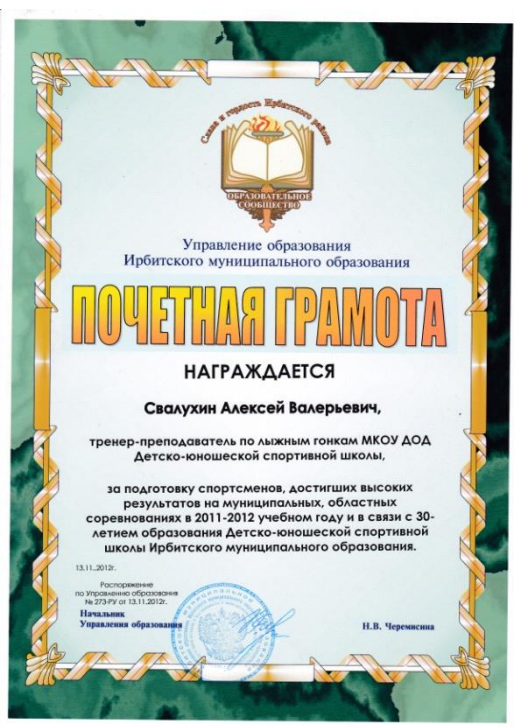 Слава и гордость Ирбитского района
ОБРАЗОВАТЕЛЬНОЕ
СООБЩЕСТВО
Управление образования
Ирбитского муниципального образования
ПОЧЕТНАЯ ГРАМОТА
НАГРАЖДАЕТСЯ
Свалухин Алексей Валерьевич,
тренер-преподаватель по лыжным гонкам МКОУ ДОД
Детско-юношеской спортивной школы,
за подготовку спортсменов, достигших высоких
результатов на муниципальных, областных
соревнованиях в 2011-2012 учебном году и в связи с 30-
летием образования Детско-юношеской спортивной
школы Ирбитского муниципального образования.
13.11.,2012г.
Распоряжение
по Управлению образования
№ 273-РУ от 13.11.2012г.
Начальник
Управления образования
Н.В. Черемисина